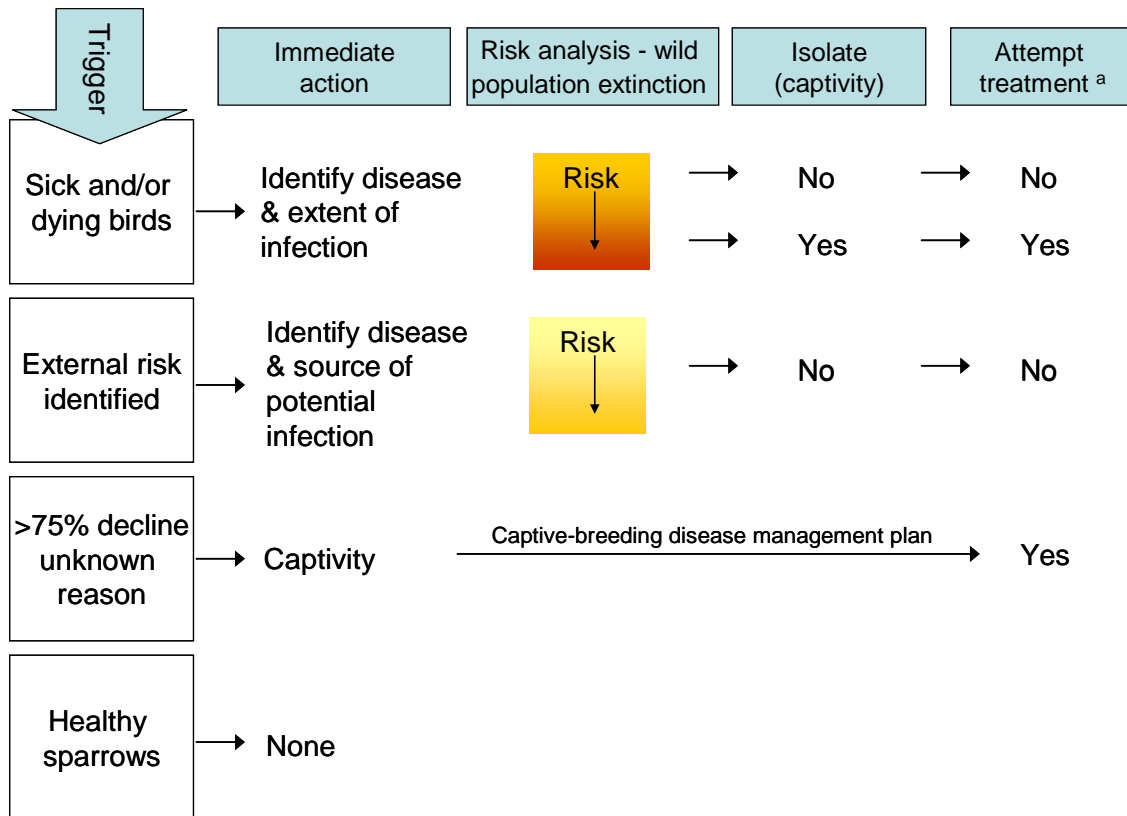 Trigger
Immediate
action
Risk analysis - wild
population extinction
Isolate
(captivity)
Attempt
treatment a
Sick and/or
dying birds
Identify disease
& extent of
infection
Risk
No
No
Yes
Yes
External risk
identified
Identify disease
& source of
potential
infection
Risk
No
No
>75% decline
unknown
reason
Captivity
Captive-breeding disease management plan
Yes
Healthy
sparrows
None